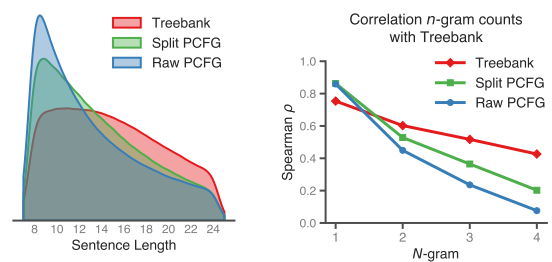 Treebank
Split PCFG
Raw PCFG
8 10 12 14 16 18 20 22 24
Sentence Length
Correlation n-gram counts
with Treebank
Treebank
Split PCFG
Raw PCFG
1.0
0.8
0.6
0.4
0.2
0.0
Spearman ρ
1 2 3 4
N-gram